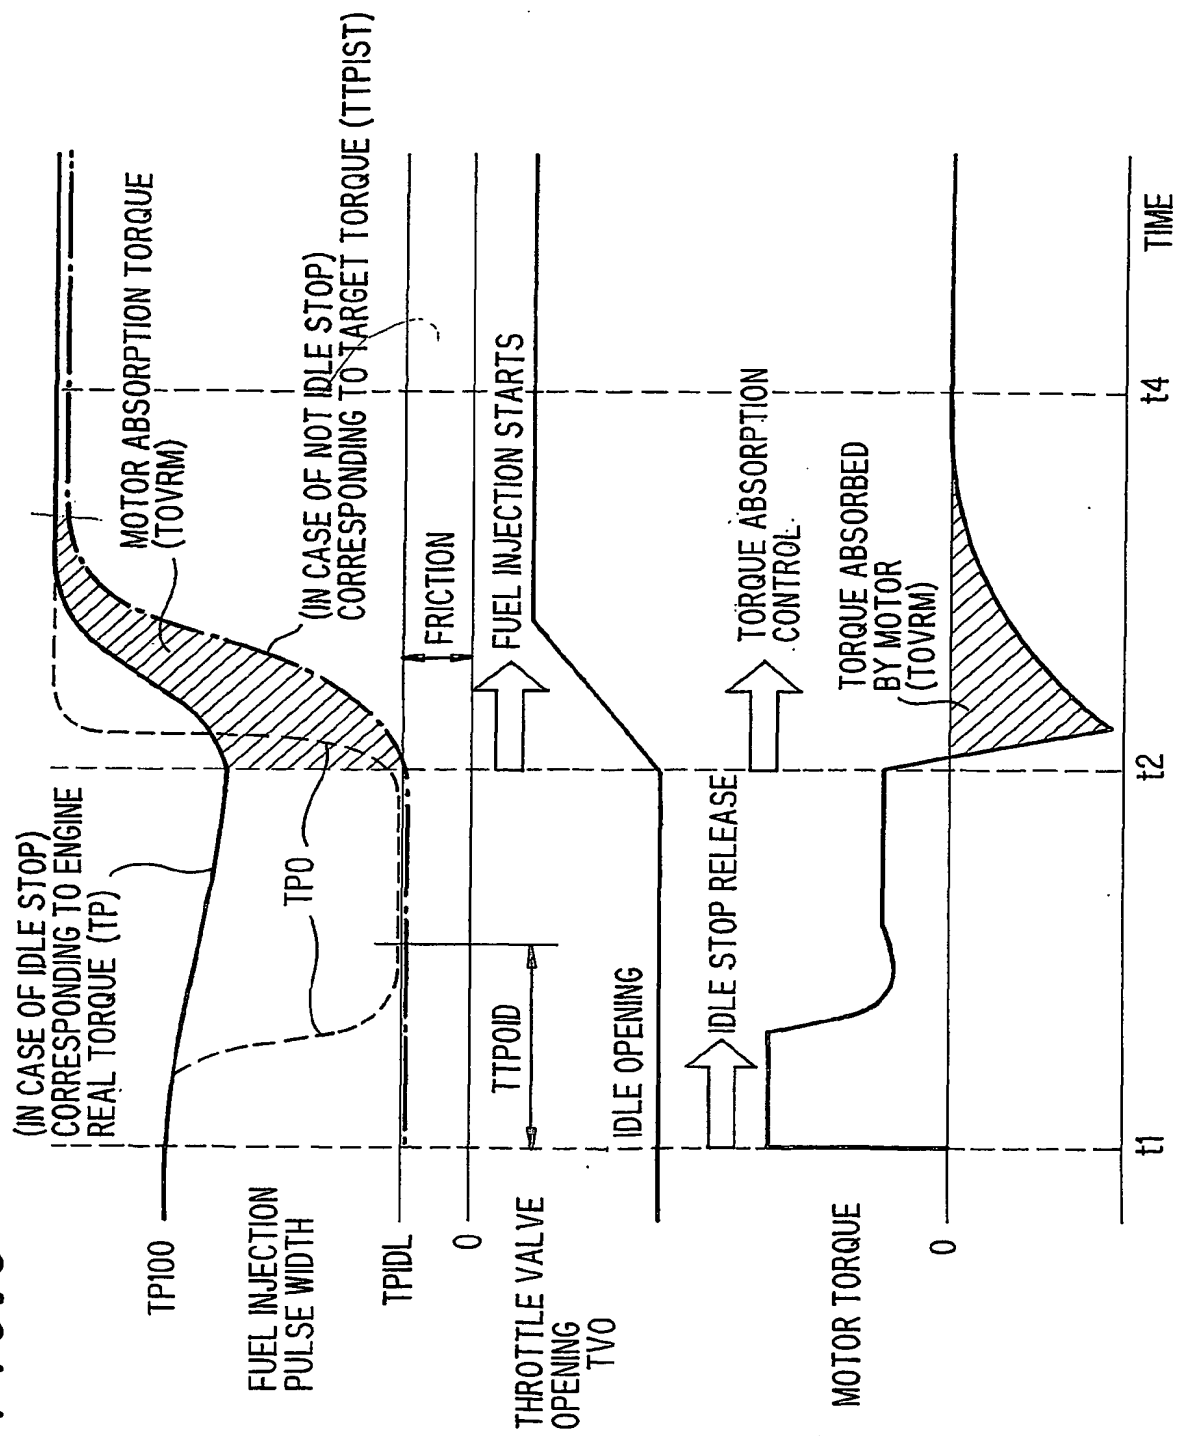 (IN CASE OF IDLE STOP)
CORRESPONDING TO ENGINE
REAL TORQUE (TP)
MOTOR ABSORPTION TORQUE
(TOVRM)
TP100
FUEL INJECTION
PULSE WIDTH
TPO
(IN CASE OF NOT IDLE STOP)
CORRESPONDING TO TARGET TORQUE (TTPIST)
TPIDL
FRICTION
0
TTPOID
FUEL INJECTION STARTS
THROTTLE VALVE
OPENING
TVO
IDLE OPENING
IDLE STOP RELEASE
TORQUE ABSORPTION
CONTROL
MOTOR TORQUE
TORQUE ABSORBED
BY MOTOR
(TOVRM)
0
t1
t2
t4
TIME